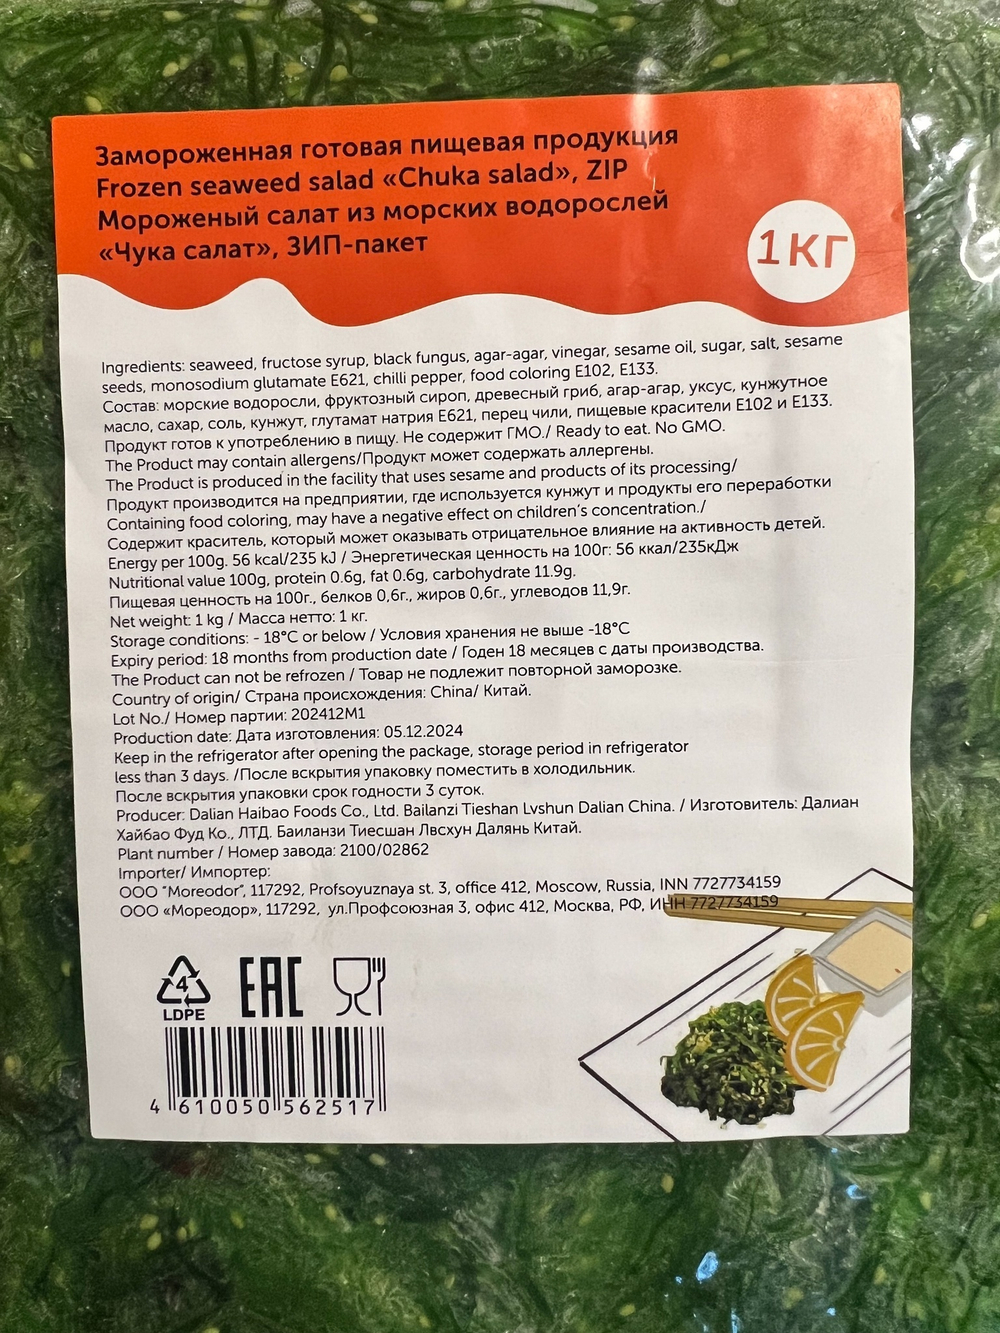 Замороженная готовая пищевая продукция
Frozen seaweed salad «Chuka salad», ZIP
Мороженый салат из морских водорослей
«Чука салат», ЗИП-пакет
1КГ
Ingredients: seaweed, fructose syrup, black fungus, agar-agar, vinegar, sesame oil, sugar, salt, sesame
seeds, monosodium glutamate E621, chilli pepper, food coloring E102, E133.
Состав: морские водоросли, фруктозный сироп, древесный гриб, агар-агар, уксус, кунжутное
масло, сахар, соль, кунжут, глутамат натрия Е621, перец чили, пищевые красители Е102 и Е133.
Продукт готов к употреблению в пищу. Не содержит ГМО./ Ready to eat. No GMO.
The Product may contain allergens/Продукт может содержать аллергены.
The Product is produced in the facility that uses sesame and products of its processing/
Продукт производится на предприятии, где используется кунжут и продукты его переработки
Containing food coloring, may have a negative effect on children's concentration./
Содержит краситель, который может оказывать отрицательное влияние на активность детей.
Energy per 100g. 56 kcal/235 kJ / Энергетическая ценность на 100г: 56 ккал/235кДж
Nutritional value 100g, protein 0.6g, fat 0.6g, carbohydrate 11.9g.
Пищевая ценность на 100г., белков 0,6г., жиров 0,6г., углеводов 11,9г.
Net weight: 1 kg / Масса нетто: 1 кг.
Storage conditions: - 18°C or below / Условия хранения не выше -18°C
Expiry period: 18 months from production date / Годен 18 месяцев с даты производства.
The Product can not be refrozen / Товар не подлежит повторной заморозке.
Country of origin/ Страна происхождения: China/ Китай.
Lot No./ Номер партии: 202412M1
Production date: Дата изготовления: 05.12.2024
Keep in the refrigerator after opening the package, storage period in refrigerator
less than 3 days. /После вскрытия упаковку поместить в холодильник.
После вскрытия упаковки срок годности 3 суток.
Producer: Dalian Haibao Foods Co., Ltd. Bailanzi Tieshan Lvshun Dalian China. / Изготовитель: Далиан
Хайбао Фуд Ко., ЛТД. Баиланзи Тиесшан Лвсхун Далянь Китай.
Plant number / Номер завода: 2100/02862
Importer/ Импортер:
ООО "Moreodor", 117292, Profsoyuznaya st. 3, office 412, Moscow, Russia, INN 7727734159
ООО «Мореодор», 117292, ул.Профсоюзная 3, офис 412, Москва, РФ, ИНН 7727734159
4
LDPE
EAC
4 610050 562517